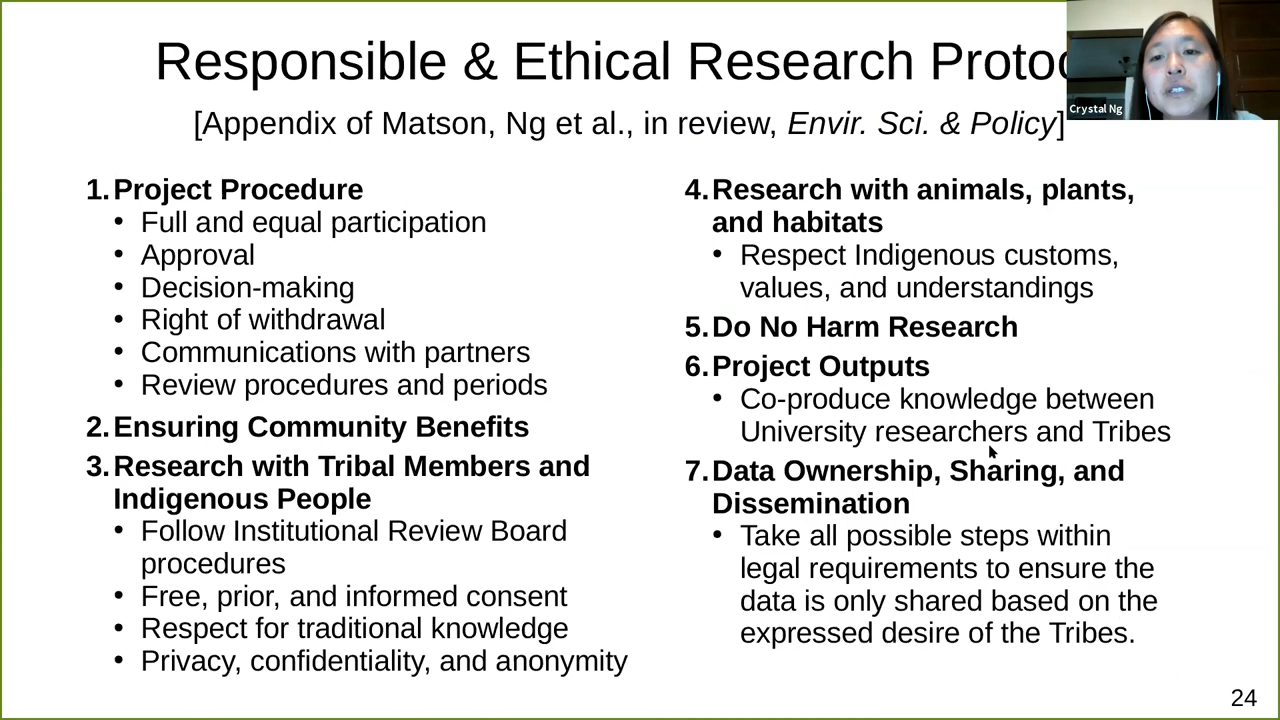 Responsible & Ethical Research Protoc
[Appendix of Matson, Ng et al., in review, Envir. Sci. & Policy]
Crystal Ng
1. Project Procedure
• Full and equal participation
• Approval
• Decision-making
• Right of withdrawal
• Communications with partners
• Review procedures and periods
2. Ensuring Community Benefits
3. Research with Tribal Members and
Indigenous People
• Follow Institutional Review Board
procedures
• Free, prior, and informed consent
• Respect for traditional knowledge
• Privacy, confidentiality, and anonymity
4. Research with animals, plants,
and habitats
• Respect Indigenous customs,
values, and understandings
5. Do No Harm Research
6. Project Outputs
• Co-produce knowledge between
University researchers and Tribes
7. Data Ownership, Sharing, and
Dissemination
• Take all possible steps within
legal requirements to ensure the
data is only shared based on the
expressed desire of the Tribes.
24